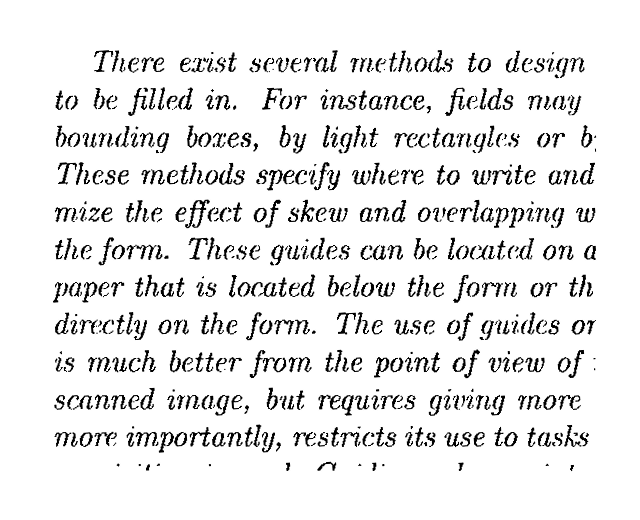 There exist several methods to design
to be filled in. For instance, fields may
bounding boxes, by light rectangles or
These methods specify where to write and
mize the effect of skew and overlapping w
the form. These guides can be located on a
paper that is located below the form or th
directly on the form. The use of guides or
is much better from the point of view of
scanned image, but requires giving more
more importantly, restricts its use to tasks